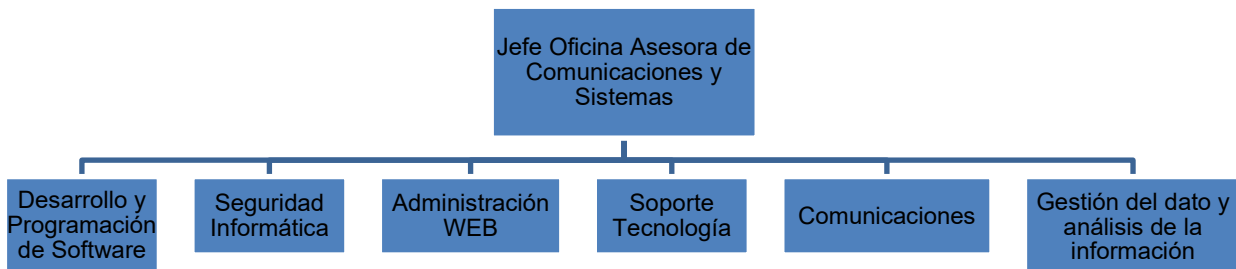 Jefe Oficina Asesora de
Comunicaciones y
Sistemas
Desarrollo y
Programación
de Software
Seguridad
Informática
Administración
WEB
Soporte
Tecnología
Comunicaciones
Gestión del dato y
análisis de la
información